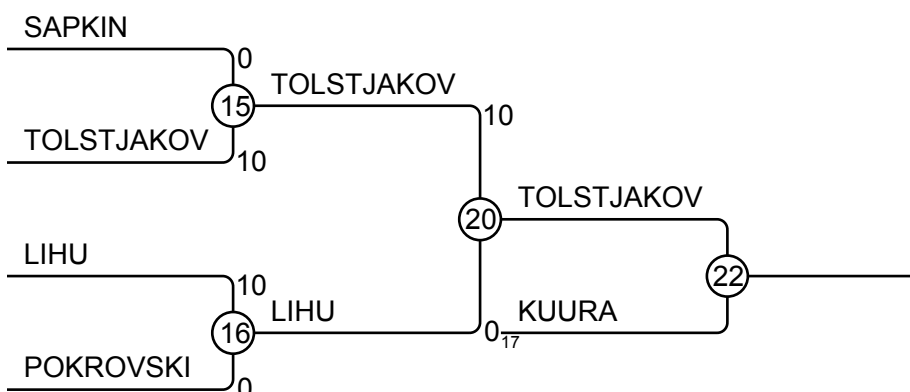 SAPKIN
0
15
TOLSTJAKOV
10
TOLSTJAKOV
10
20
TOLSTJAKOV
LIHU
10
16
LIHU
0
17
KUURA
22
POKROVSKI
0